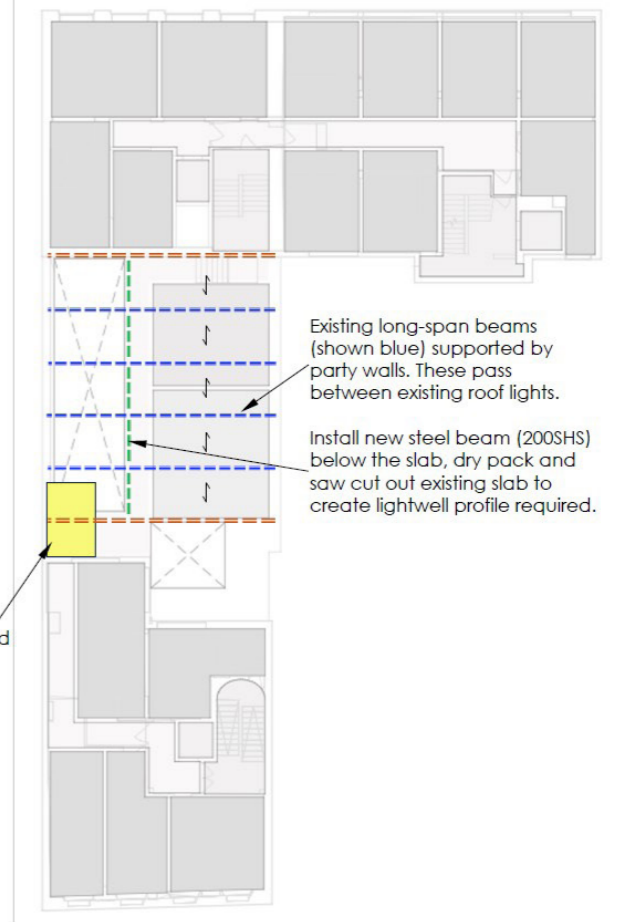 Existing long-span beams
(shown blue) supported by
party walls. These pass
between existing roof lights.
Install new steel beam (200SHS)
below the slab, dry pack and
saw cut out existing slab to
create lightwell profile required.
d